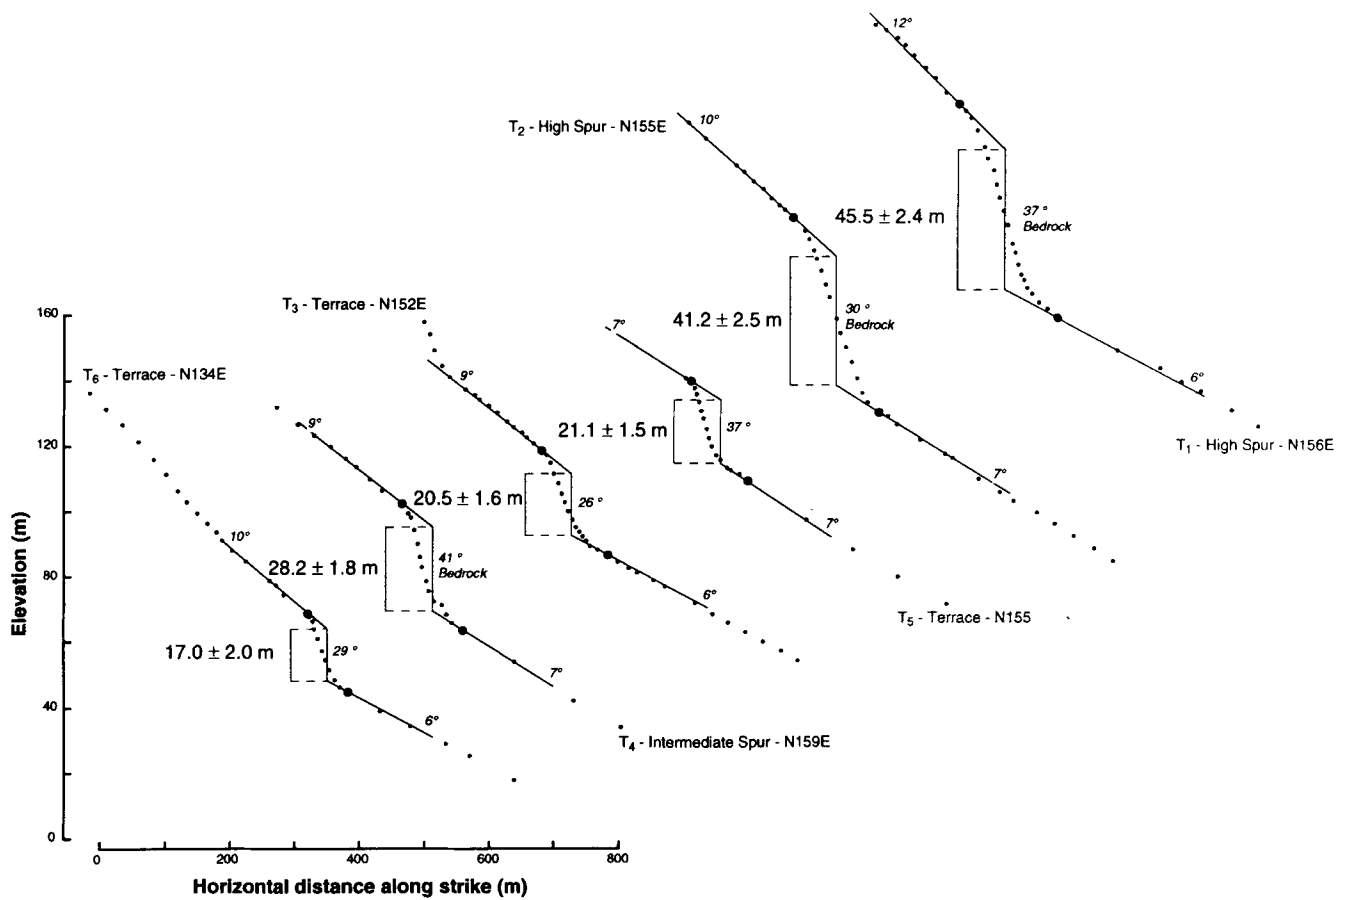 12°
T2 - High Spur - N155E
10°
45.5 ± 2.4 m
37°
Bedrock
T3 - Terrace - N152E
160
7°
41.2 ± 2.5 m
30°
Bedrock
T6 - Terrace - N134E
9°
6°
9°
21.1 ± 1.5 m
37°
T1 - High Spur - N156E
120
20.5 ± 1.6 m
26°
7°
10°
7°
Elevation (m)
28.2 ± 1.8 m
41°
Bedrock
80
6°
T5 - Terrace - N155
17.0 ± 2.0 m
29°
7°
40
6°
T4 - Intermediate Spur - N159E
0
0 200 400 600 800
Horizontal distance along strike (m)